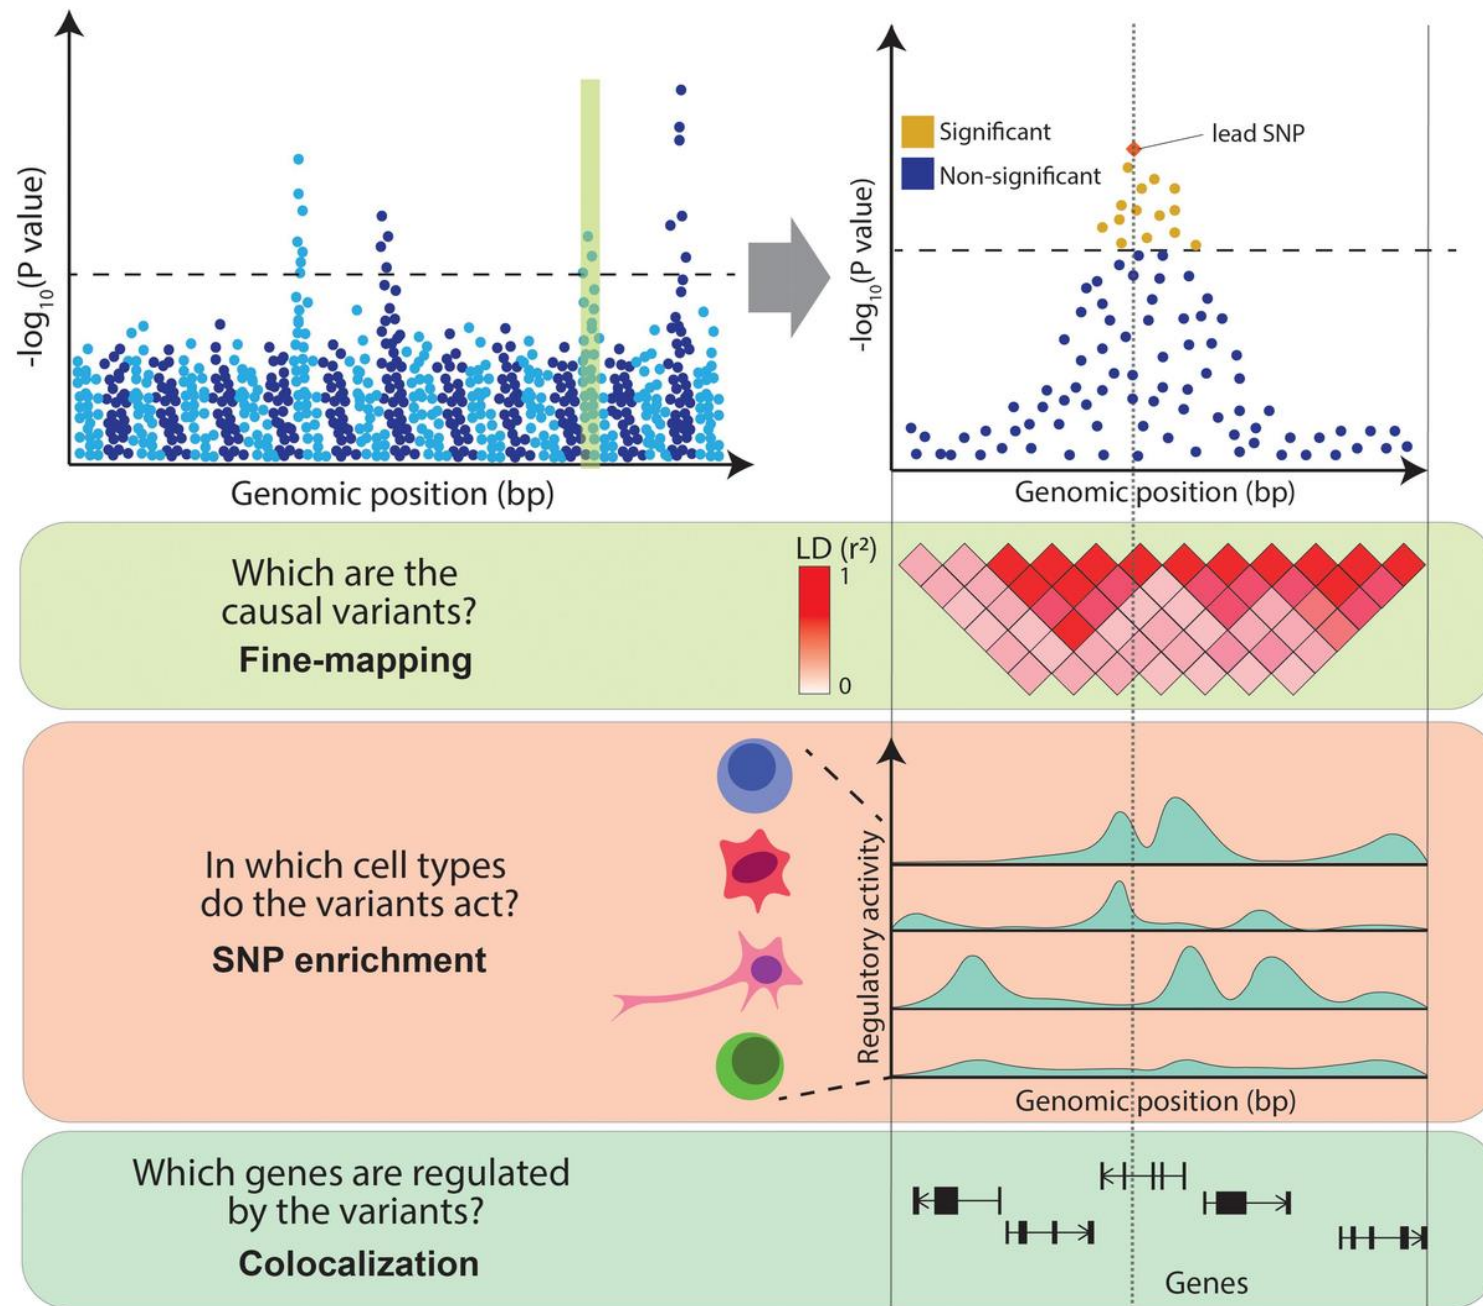 -log₁₀(P value)
Genomic position (bp)
-log₁₀(P value)
Significant
Non-significant
lead SNP
Genomic position (bp)
Which are the
causal variants?
Fine-mapping
LD (r²)
1
0
In which cell types
do the variants act?
SNP enrichment
Regulatory activity
Genomic position (bp)
Which genes are regulated
by the variants?
Colocalization
Genes